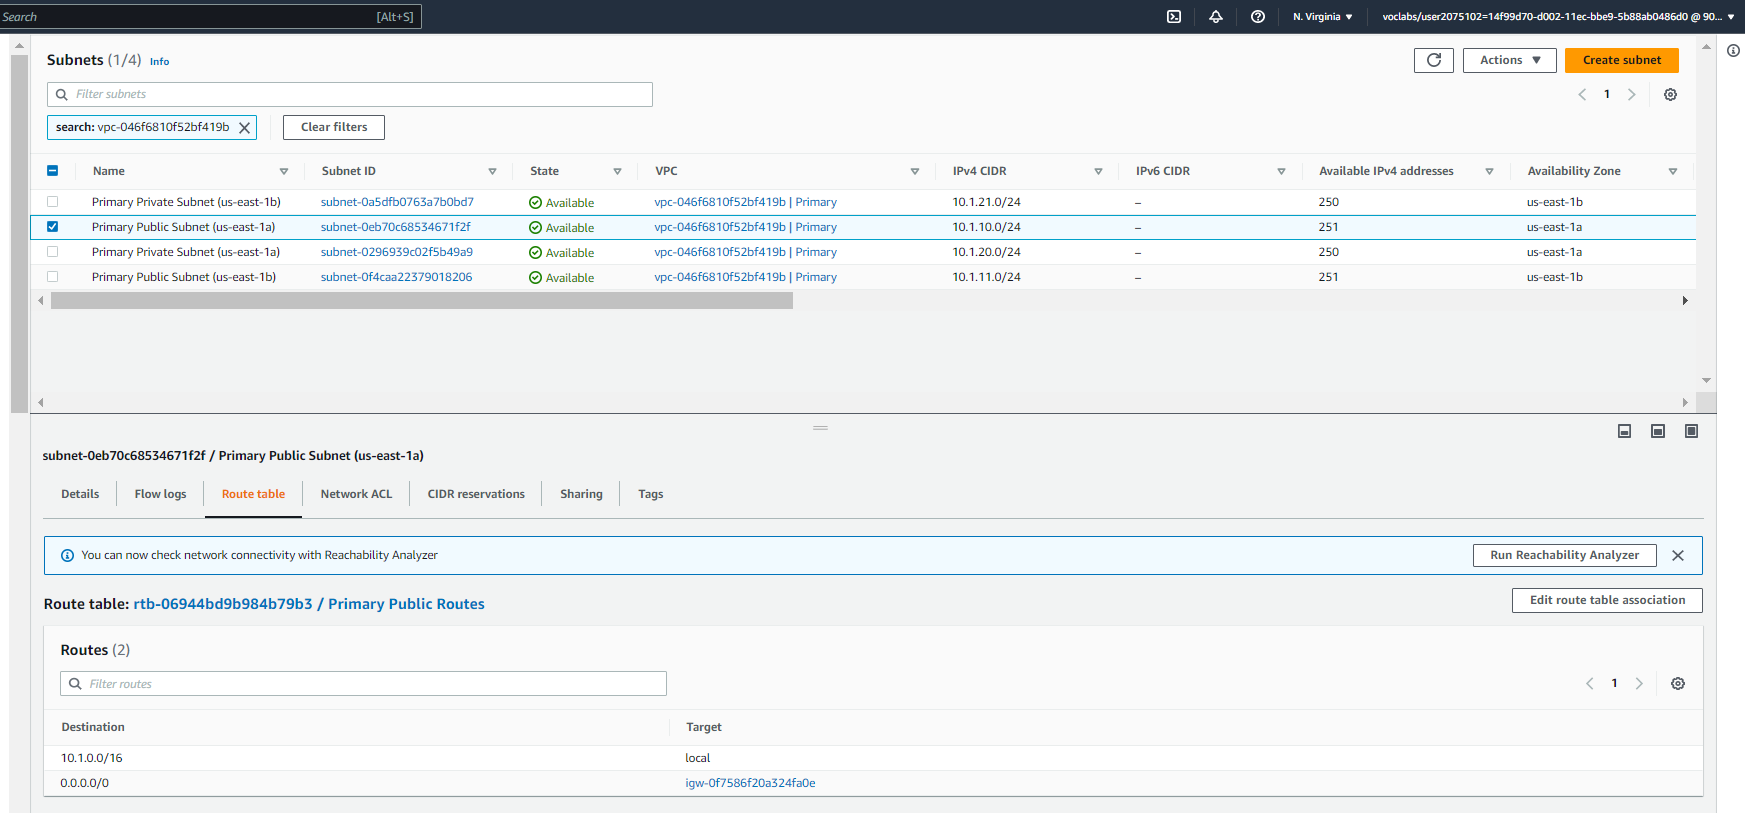 Search [Alt+S] N. Virginia voclabs/user2075102=14f99d70-d002-11ec-bbe9-5b88ab0486d0 @ 90...
Subnets (1/4) Info Actions Create subnet
Filter subnets 1
search: vpc-046f6810f52bf419b Clear filters
Name Subnet ID State VPC IPv4 CIDR IPv6 CIDR Available IPv4 addresses Availability Zone
Primary Private Subnet (us-east-1b) subnet-0a5dfb0763a7b0bd7 Available vpc-046f6810f52bf419b | Primary 10.1.21.0/24 – 250 us-east-1b
Primary Public Subnet (us-east-1a) subnet-0eb70c68534671f2f Available vpc-046f6810f52bf419b | Primary 10.1.10.0/24 – 251 us-east-1a
Primary Private Subnet (us-east-1a) subnet-0296939c02f5b49a9 Available vpc-046f6810f52bf419b | Primary 10.1.20.0/24 – 250 us-east-1a
Primary Public Subnet (us-east-1b) subnet-0f4caa22379018206 Available vpc-046f6810f52bf419b | Primary 10.1.11.0/24 – 251 us-east-1b
subnet-0eb70c68534671f2f / Primary Public Subnet (us-east-1a)
Details Flow logs Route table Network ACL CIDR reservations Sharing Tags
You can now check network connectivity with Reachability Analyzer Run Reachability Analyzer
Route table: rtb-06944bd9b984b79b3 / Primary Public Routes Edit route table association
Routes (2)
Filter routes 1
Destination Target
10.1.0.0/16 local
0.0.0.0/0 igw-0f7586f20a324fa0e